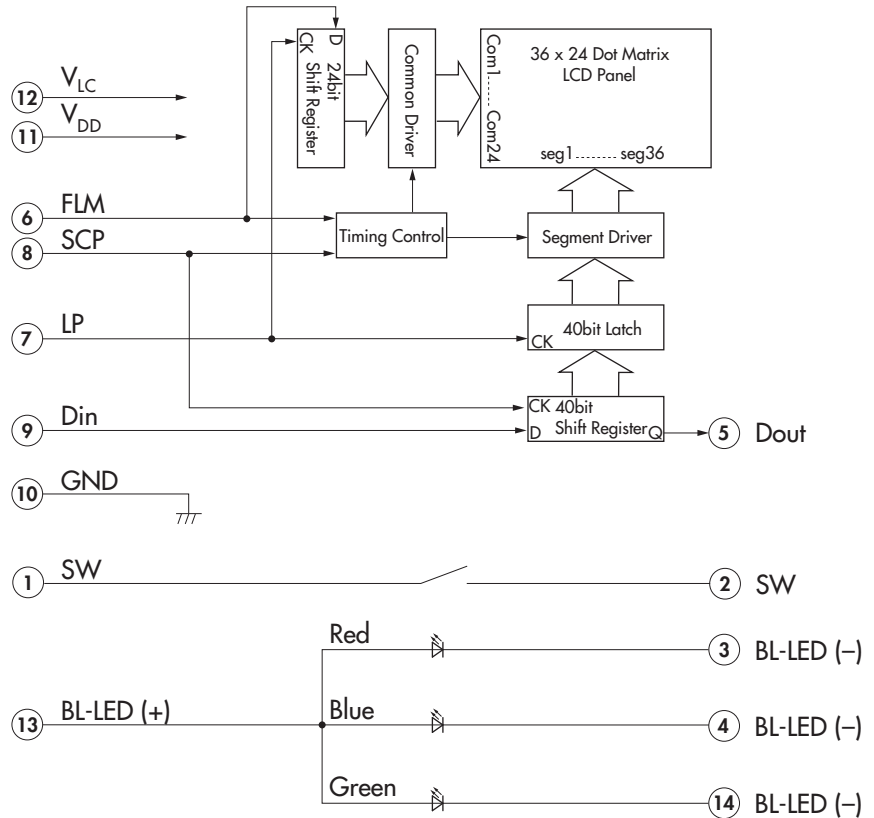 D
CK
24bit
Shift Register
Common Driver
Com1........Com24
36 x 24 Dot Matrix
LCD Panel
seg1........ seg36
12 VLC
11 VDD
6 FLM
Timing Control
Segment Driver
8 SCP
7 LP
40bit Latch
CK
CK 40bit
Shift Register
D
Q
9 Din
5 Dout
10 GND
1 SW
2 SW
Red
3 BL-LED (–)
13 BL-LED (+)
Blue
4 BL-LED (–)
Green
14 BL-LED (–)